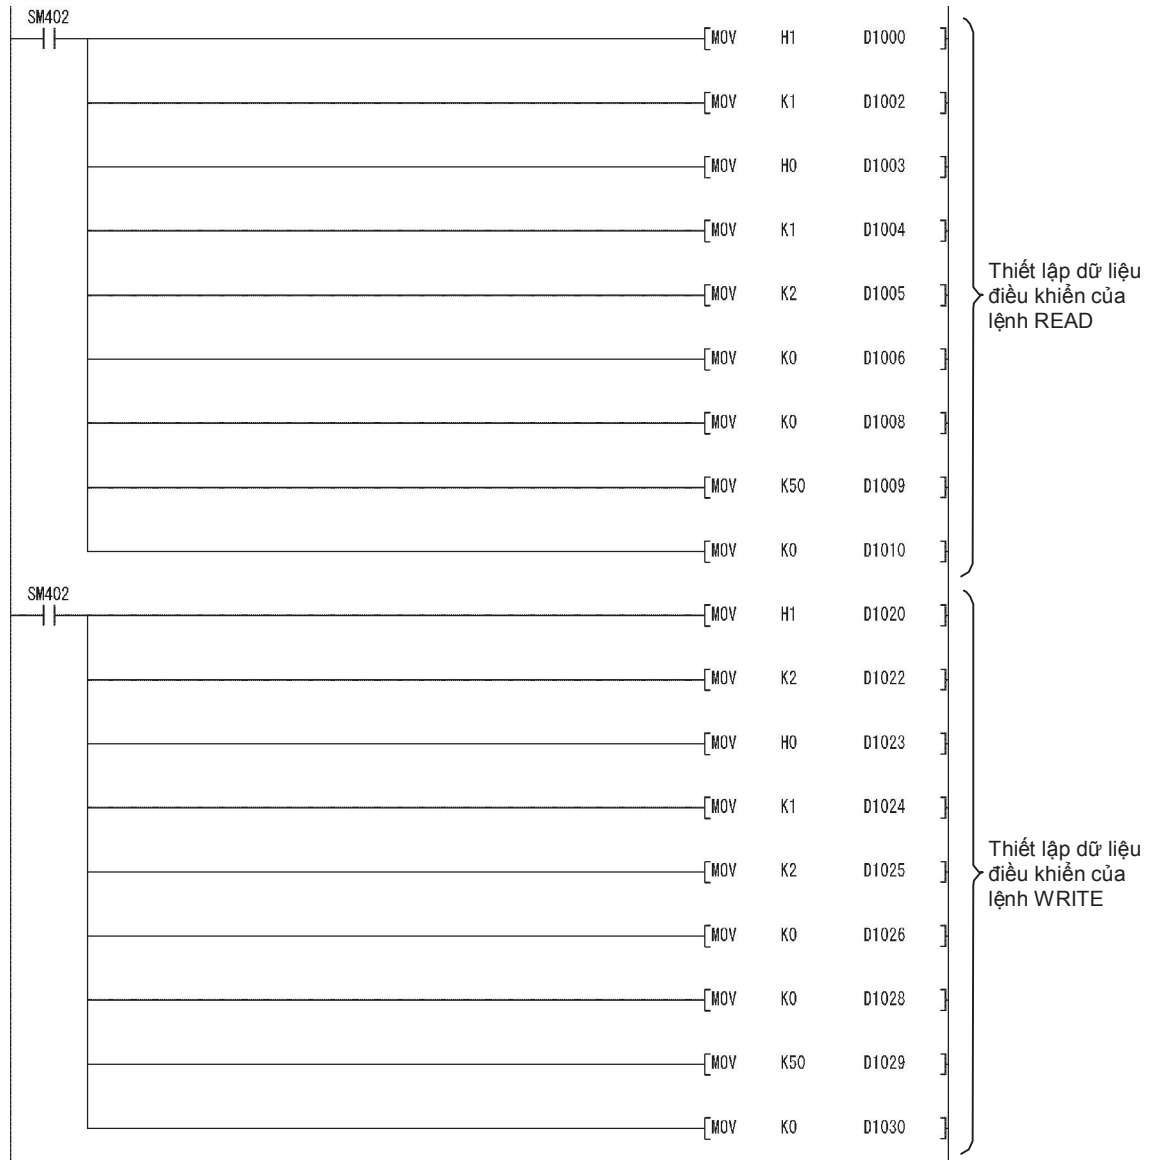 SM402
[MOV H1 D1000 ]
[MOV K1 D1002 ]
[MOV H0 D1003 ]
[MOV K1 D1004 ]
[MOV K2 D1005 ]
[MOV K0 D1006 ]
[MOV K0 D1008 ]
[MOV K50 D1009 ]
[MOV K0 D1010 ]
Thiết lập dữ liệu
điều khiển của
lệnh READ
SM402
[MOV H1 D1020 ]
[MOV K2 D1022 ]
[MOV H0 D1023 ]
[MOV K1 D1024 ]
[MOV K2 D1025 ]
[MOV K0 D1026 ]
[MOV K0 D1028 ]
[MOV K50 D1029 ]
[MOV K0 D1030 ]
Thiết lập dữ liệu
điều khiển của
lệnh WRITE